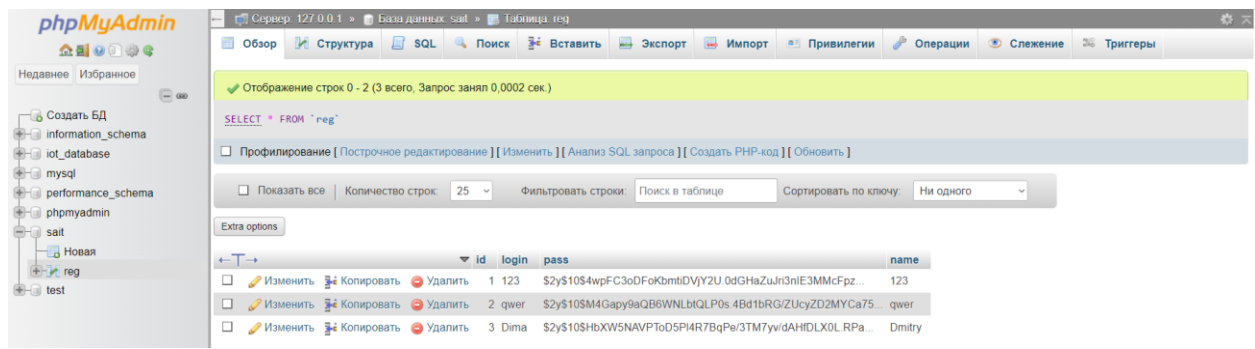 phpMyAdmin
Недавнее Избранное
Создать БД
information_schema
iot_database
mysql
performance_schema
phpmyadmin
sait
Новая
reg
test
Сервер: 127.0.0.1 » База данных: sait » Таблица: reg
Обзор Структура SQL Поиск Вставить Экспорт Импорт Привилегии Операции Слежение Триггеры
Отображение строк 0 - 2 (3 всего, Запрос занял 0,0002 сек.)
SELECT * FROM `reg`
Профилирование [ Построчное редактирование ] [ Изменить ] [ Анализ SQL запроса ] [ Создать PHP-код ] [ Обновить ]
Показать все | Количество строк: 25 Фильтровать строки: Поиск в таблице Сортировать по ключу: Ни одного
Extra options
←T→ id login pass name
Изменить Копировать Удалить 1 123 $2y$10$4wpFC3oDFoKbmtiDVjY2U.0dGHaZuJri3nIE3MMcFpz... 123
Изменить Копировать Удалить 2 qwer $2y$10$M4Gapy9aQB6WNLbtQLP0s.4Bd1bRG/ZUcyZD2MYCa75... qwer
Изменить Копировать Удалить 3 Dima $2y$10$HbXW5NAVPToD5Pl4R7BqPe/3TM7yv/dAHfDLX0L.RPa... Dmitry